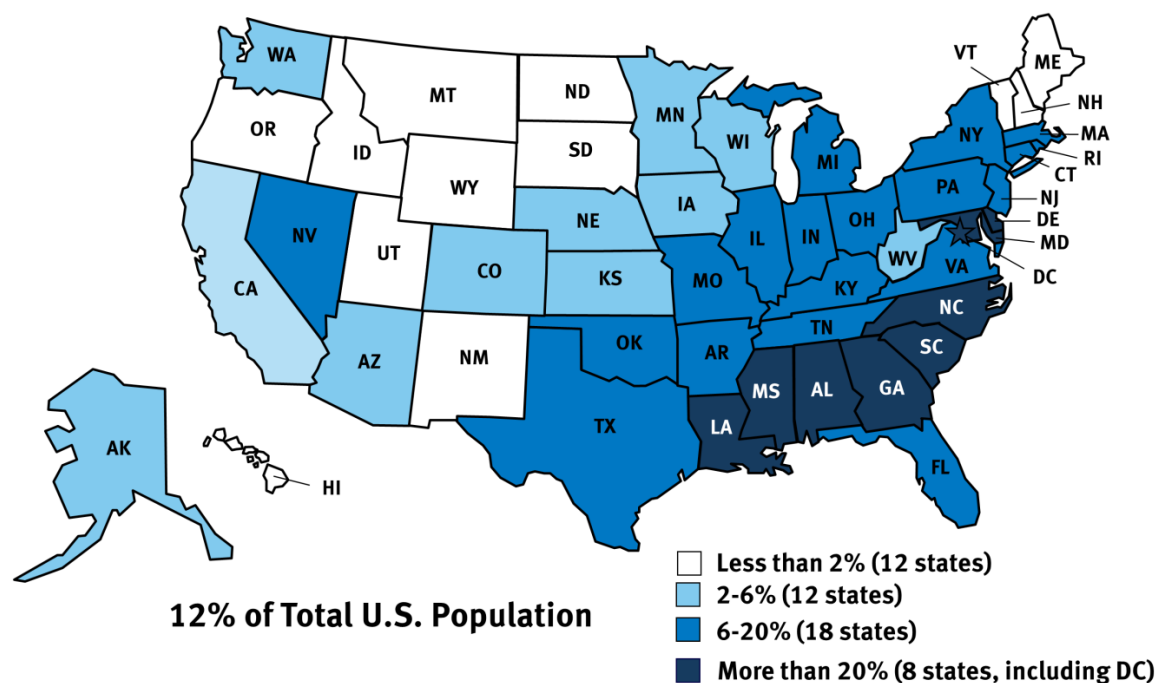 WA
MT
ND
MN
VT
ME
NH
MA
RI
CT
OR
ID
SD
WI
MI
NY
WY
PA
NJ
DE
MD
DC
NE
IA
NV
UT
CO
KS
IL
IN
OH
WV
VA
CA
MO
KY
NC
AZ
NM
OK
AR
TN
SC
TX
LA
MS
AL
GA
AK
HI
FL
Less than 2% (12 states)
2-6% (12 states)
12% of Total U.S. Population
6-20% (18 states)
More than 20% (8 states, including DC)